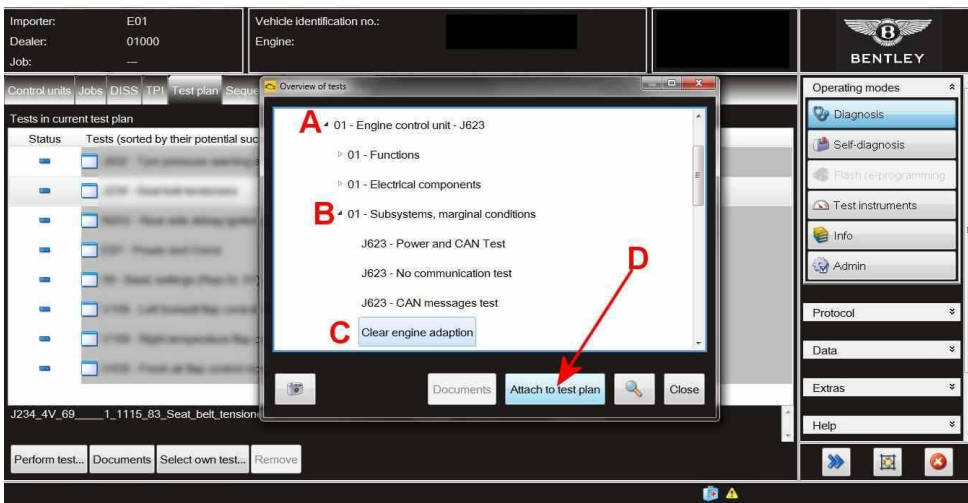 Importer: E01
Dealer: 01000
Job: ---
Vehicle identification no.:
Engine:
BENTLEY
Control units Jobs DISS TPI Test plan Seque
Tests in current test plan
Status Tests (sorted by their potential suc
J234_4V_69____1_1115_83_Seat_belt_tension
Perform test... Documents Select own test... Remove
Overview of tests
A 01 - Engine control unit - J623
01 - Functions
01 - Electrical components
B 01 - Subsystems, marginal conditions
J623 - Power and CAN Test
D
J623 - No communication test
J623 - CAN messages test
C Clear engine adaption
Documents Attach to test plan Close
Operating modes
Diagnosis
Self-diagnosis
Flash re-programming
Test instruments
Info
Admin
Protocol
Data
Extras
Help